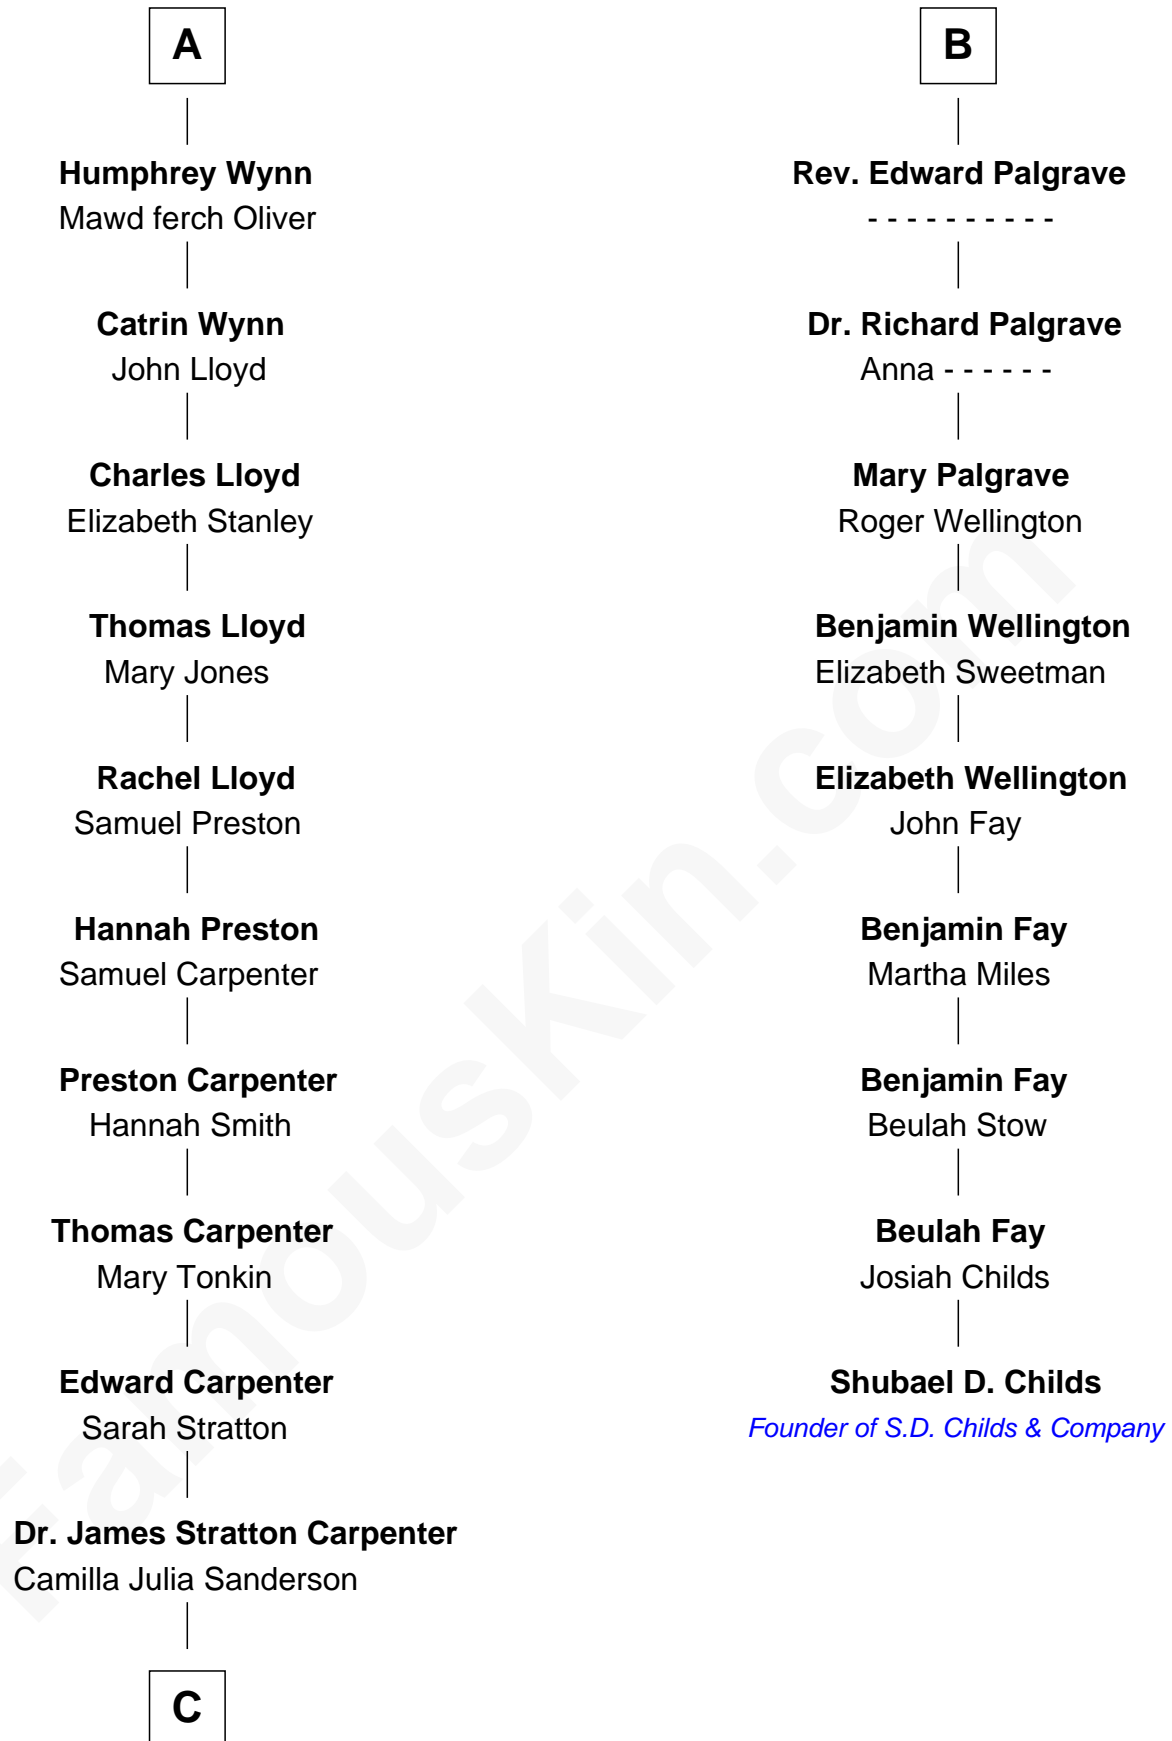 A
Humphrey Wynn
Mawd ferch Oliver
Catrin Wynn
John Lloyd
Charles Lloyd
Elizabeth Stanley
Thomas Lloyd
Mary Jones
Rachel Lloyd
Samuel Preston
Hannah Preston
Samuel Carpenter
Preston Carpenter
Hannah Smith
Thomas Carpenter
Mary Tonkin
Edward Carpenter
Sarah Stratton
Dr. James Stratton Carpenter
Camilla Julia Sanderson
C
B
Rev. Edward Palgrave
- - - - - - - - - -
Dr. Richard Palgrave
Anna - - - - - -
Mary Palgrave
Roger Wellington
Benjamin Wellington
Elizabeth Sweetman
Elizabeth Wellington
John Fay
Benjamin Fay
Martha Miles
Benjamin Fay
Beulah Stow
Beulah Fay
Josiah Childs
Shubael D. Childs
Founder of S.D. Childs & Company
FamousKin.com